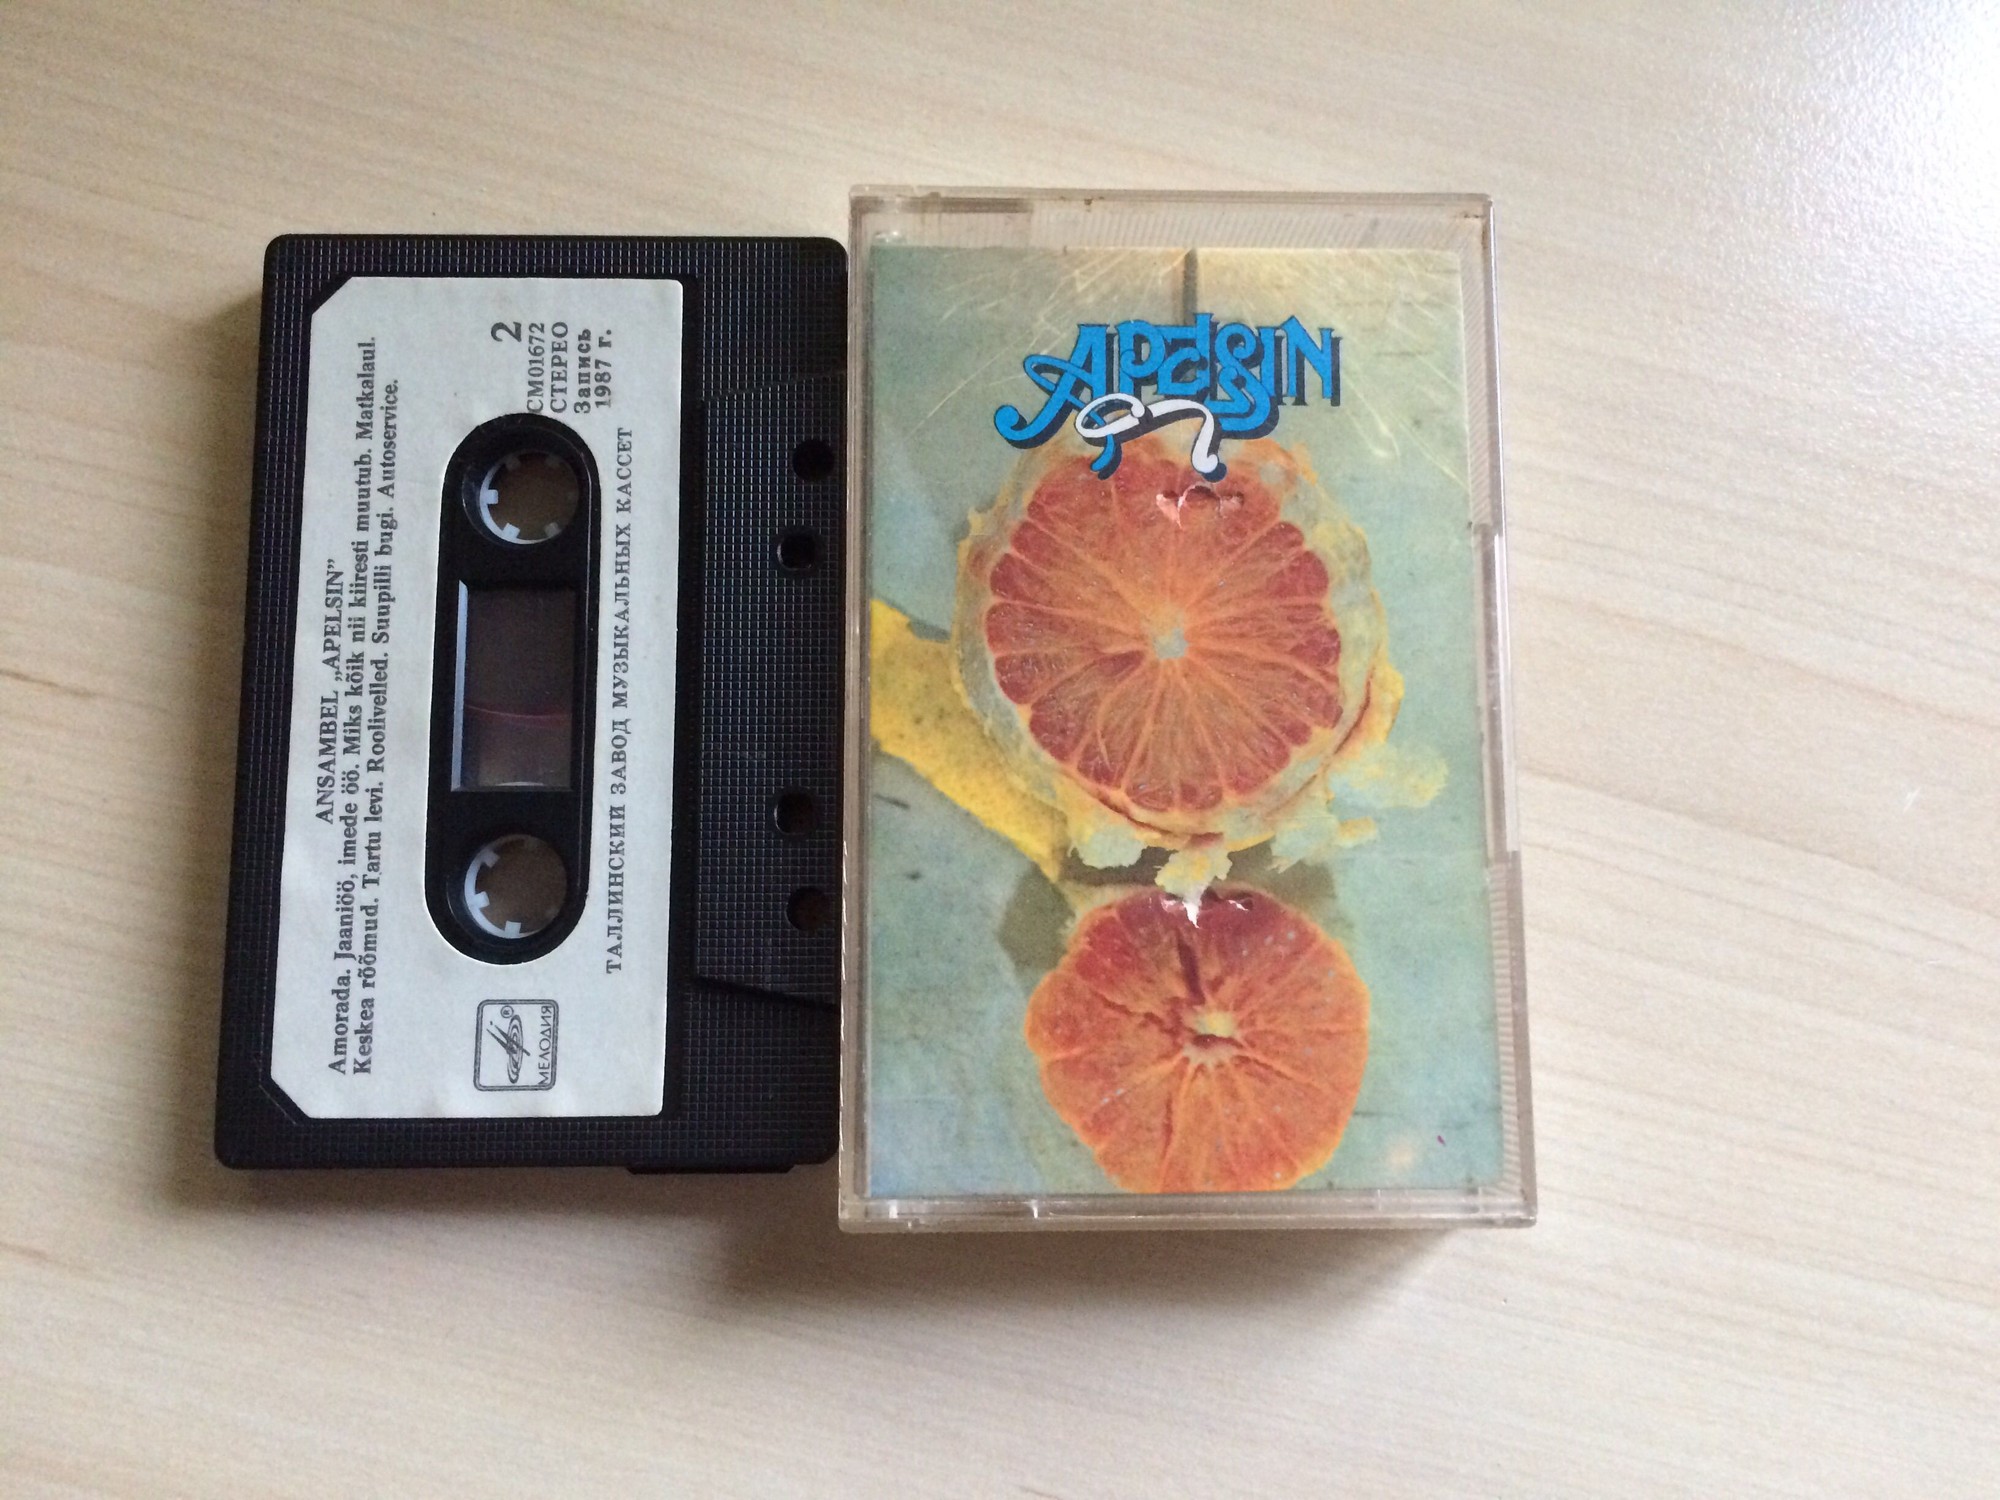 ANSAMBEL „APELSIN”
Amorada. Jaaniöö, imede öö. Miks kõik nii kiiresti muutub. Matkalaul.
Keskea rõõmud. Tartu levi. Roolivelled. Suupilli bugi. Autoservice.
2
СМ01672
СТЕРЕО
Запись
1987 г.
®
МЕЛОДИЯ
ТАЛЛИНСКИЙ ЗАВОД МУЗЫКАЛЬНЫХ КАССЕТ
APELSIN